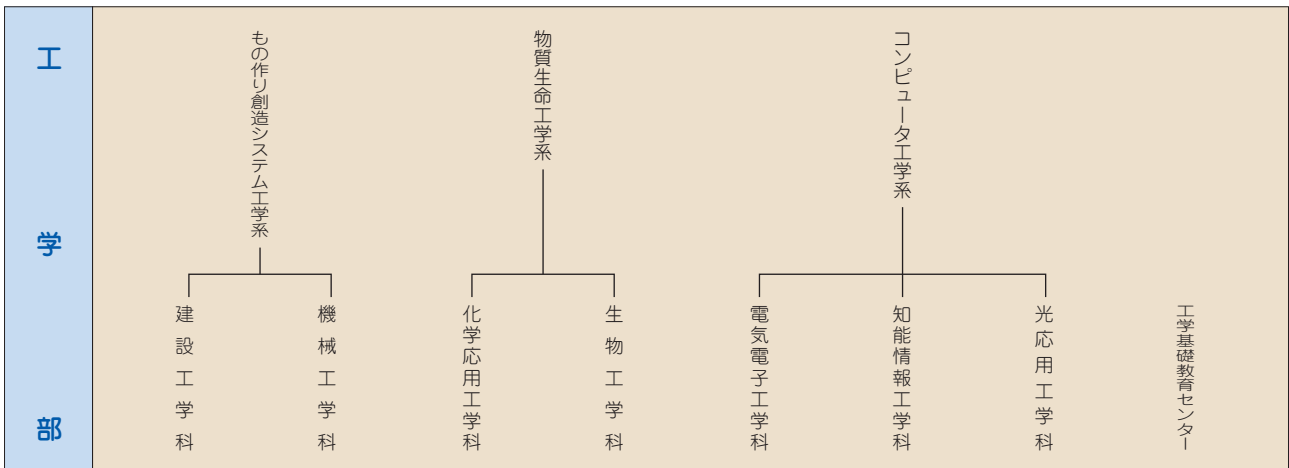 工学部
もの作り創造システム工学系
建設工学科
機械工学科
物質生命工学系
化学応用工学科
生物工学科
コンピュータ工学系
電気電子工学科
知能情報工学科
光応用工学科
工学基礎教育センター